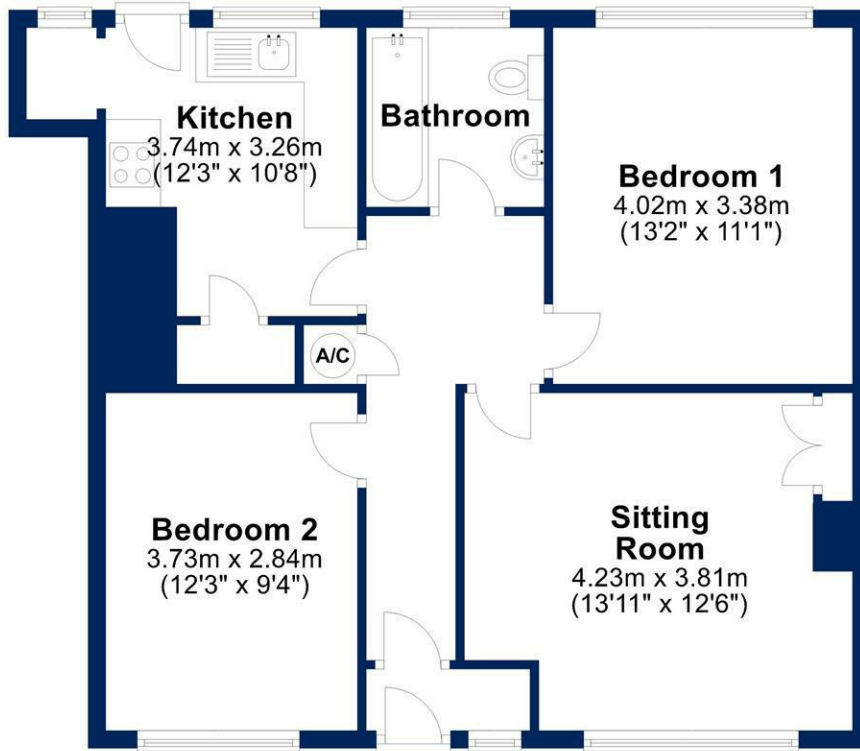 Kitchen
3.74m x 3.26m
(12'3" x 10'8")
Bathroom
Bedroom 1
4.02m x 3.38m
(13'2" x 11'1")
A/C
Bedroom 2
3.73m x 2.84m
(12'3" x 9'4")
Sitting
Room
4.23m x 3.81m
(13'11" x 12'6")